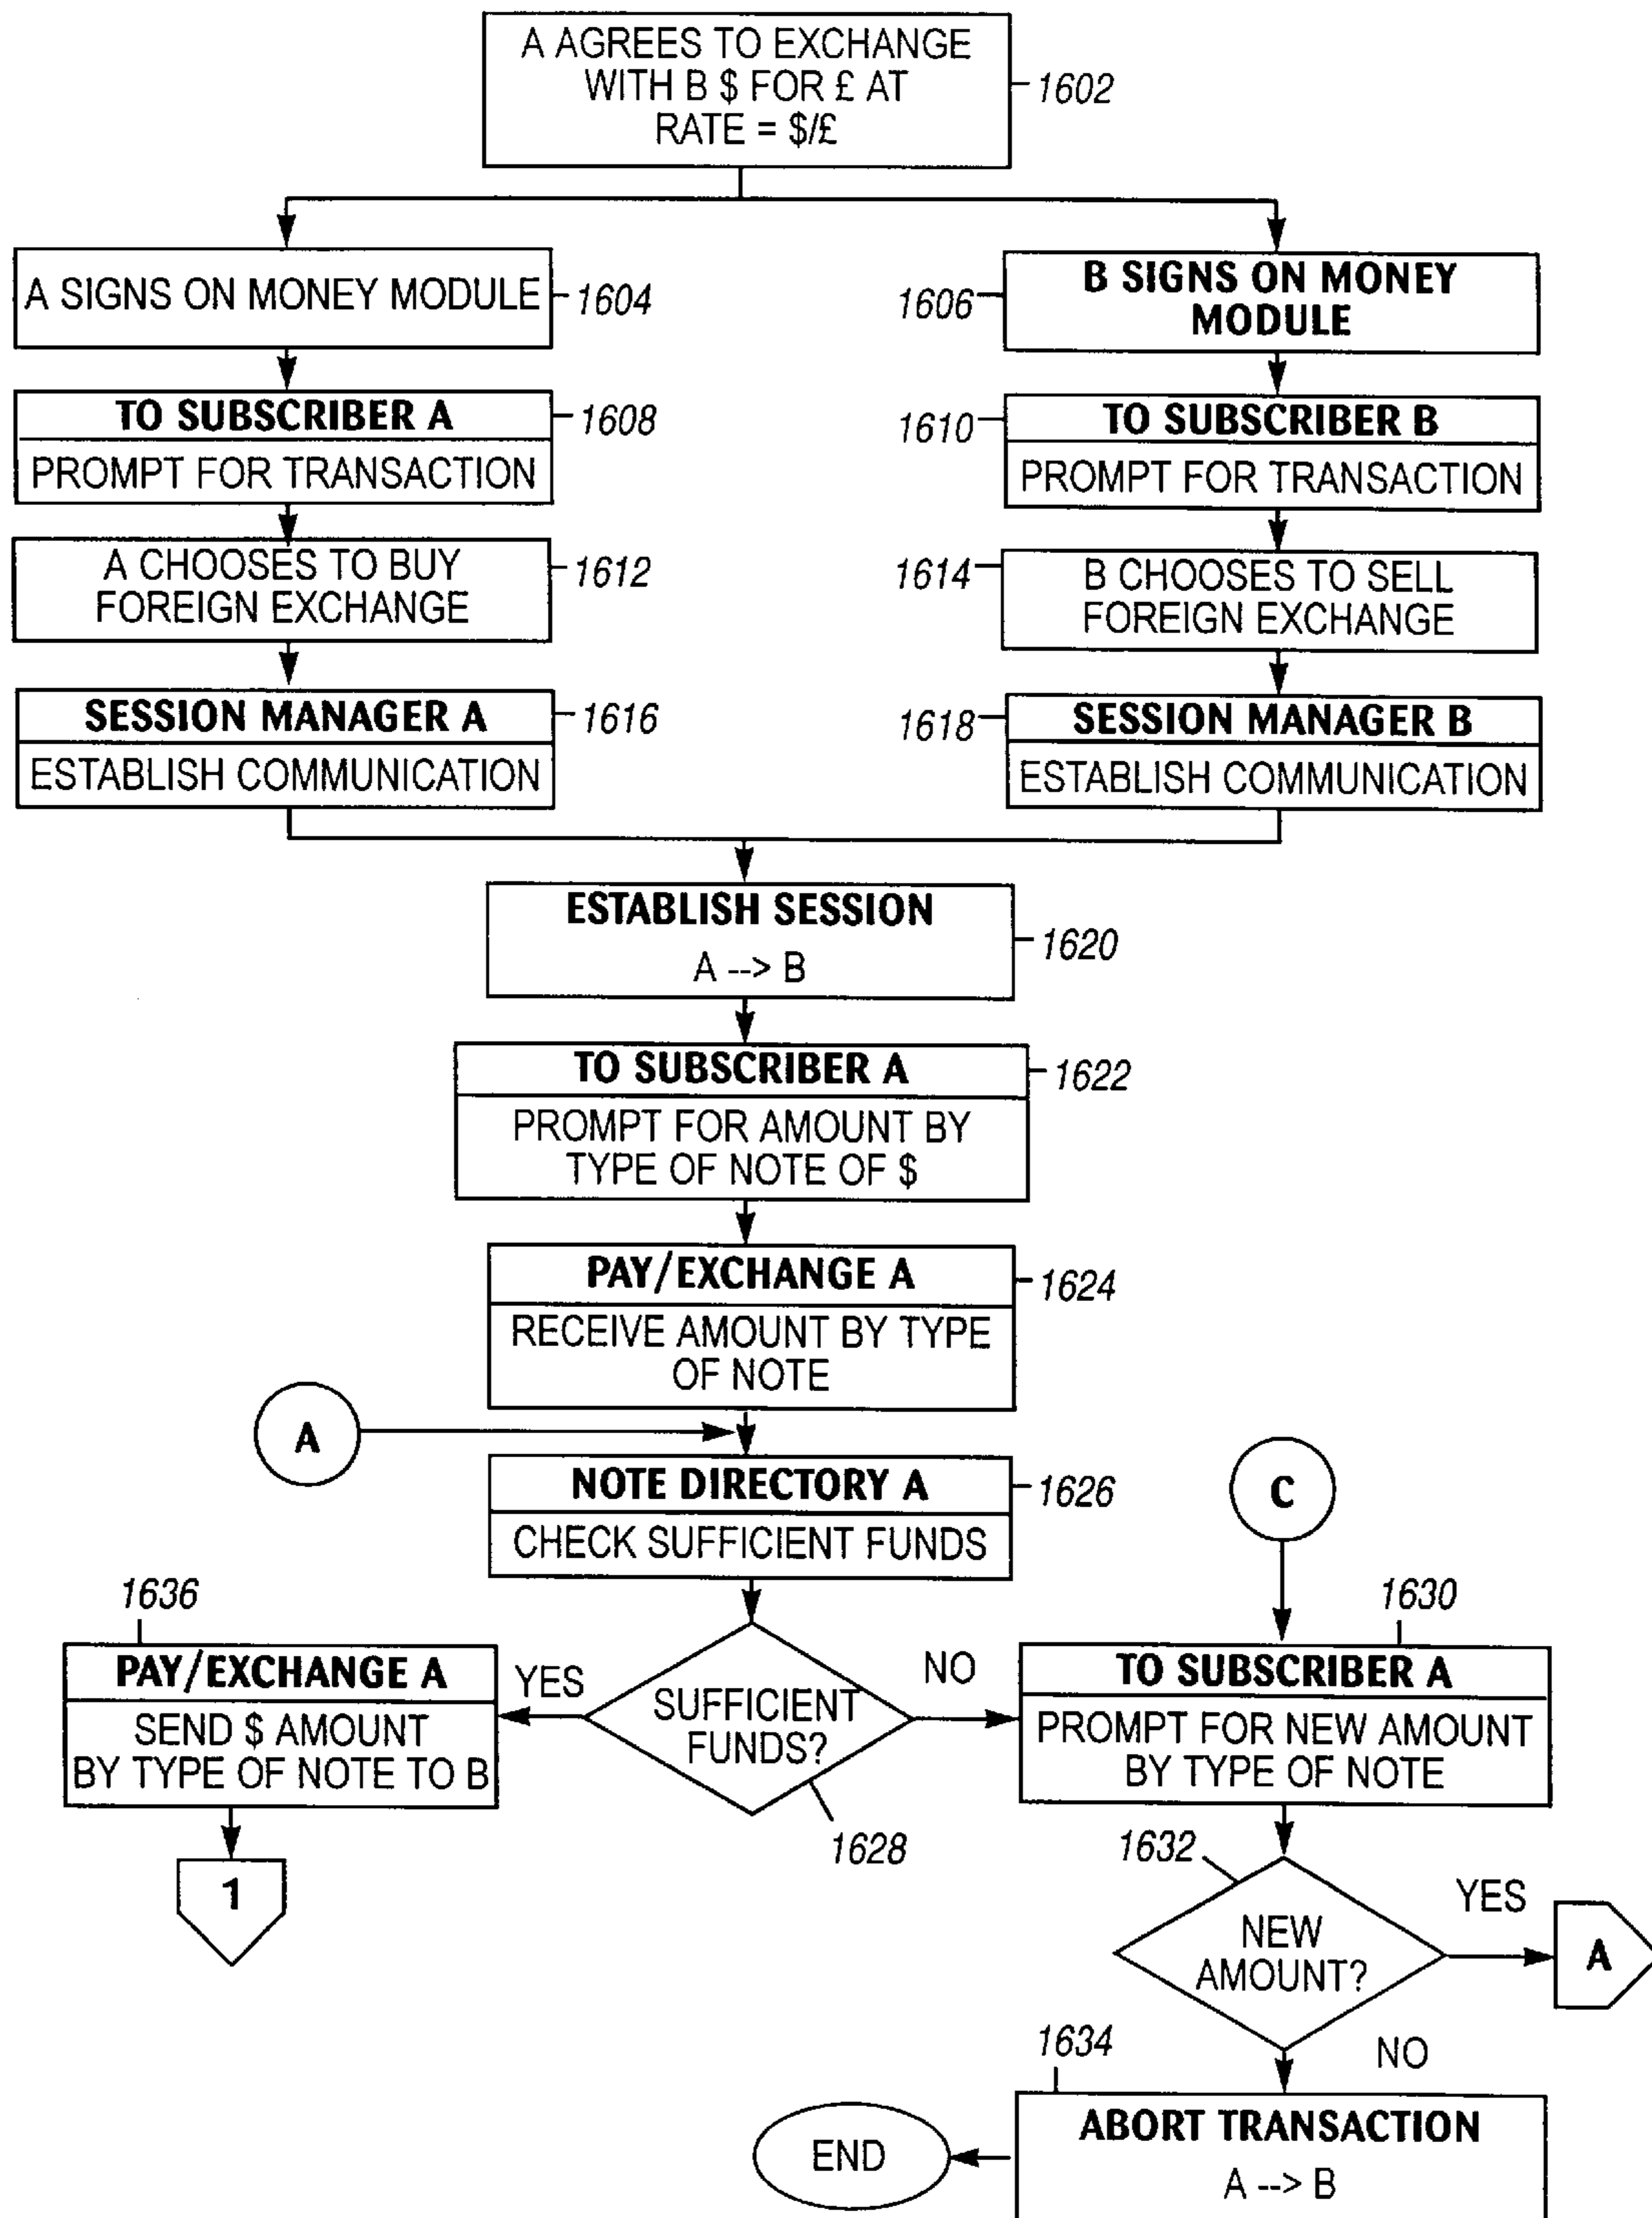 A AGREES TO EXCHANGE
WITH B $ FOR £ AT
RATE = $/£
1602
A SIGNS ON MONEY MODULE
1604
1606
B SIGNS ON MONEY
MODULE
TO SUBSCRIBER A
1608
PROMPT FOR TRANSACTION
1610
TO SUBSCRIBER B
PROMPT FOR TRANSACTION
A CHOOSES TO BUY
FOREIGN EXCHANGE
1612
1614
B CHOOSES TO SELL
FOREIGN EXCHANGE
SESSION MANAGER A
1616
ESTABLISH COMMUNICATION
1618
SESSION MANAGER B
ESTABLISH COMMUNICATION
ESTABLISH SESSION
A --> B
1620
TO SUBSCRIBER A
1622
PROMPT FOR AMOUNT BY
TYPE OF NOTE OF $
PAY/EXCHANGE A
1624
RECEIVE AMOUNT BY TYPE
OF NOTE
A
NOTE DIRECTORY A
1626
CHECK SUFFICIENT FUNDS
C
1636
PAY/EXCHANGE A
SEND $ AMOUNT
BY TYPE OF NOTE TO B
YES
SUFFICIENT
FUNDS?
NO
1628
1630
TO SUBSCRIBER A
PROMPT FOR NEW AMOUNT
BY TYPE OF NOTE
1
1632
NEW
AMOUNT?
YES
A
NO
1634
ABORT TRANSACTION
A --> B
END